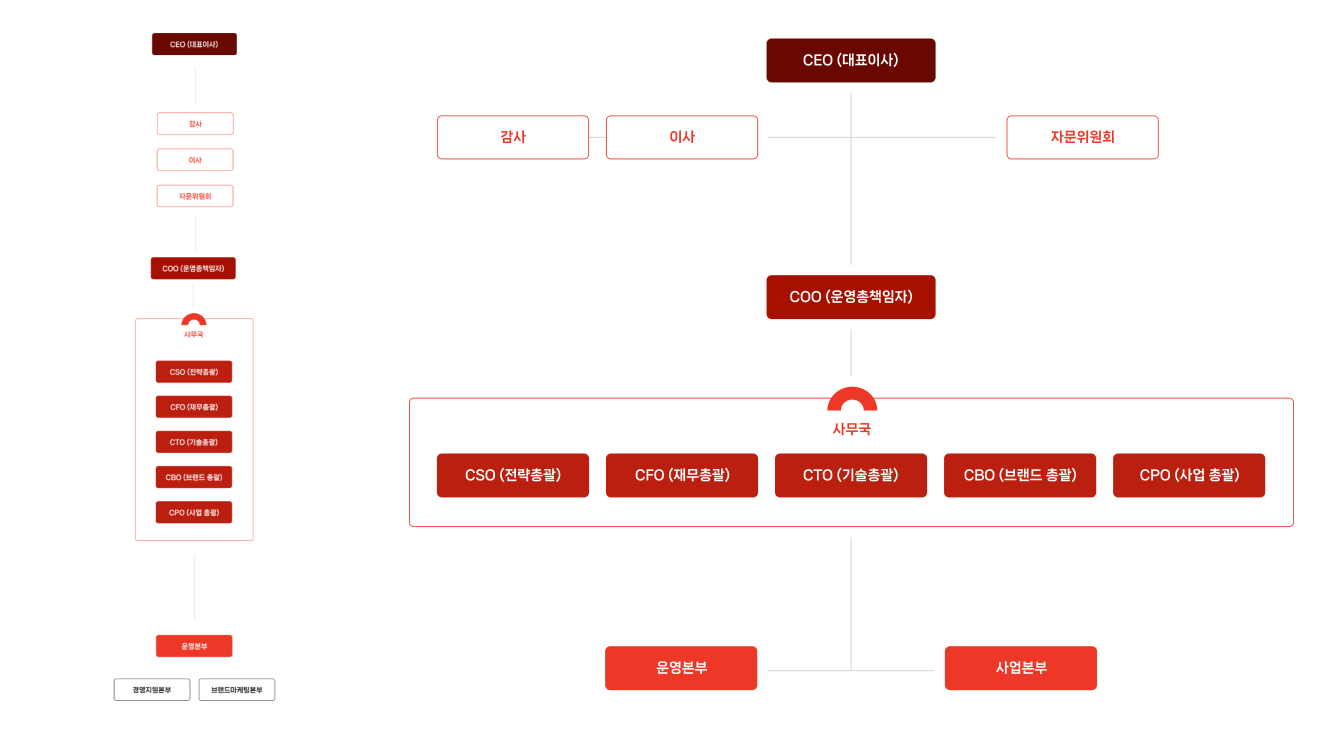 CEO (대표이사)
감사
이사
자문위원회
COO (운영총책임자)
사무국
CSO (전략총괄)
CFO (재무총괄)
CTO (기술총괄)
CBO (브랜드 총괄)
CPO (사업 총괄)
운영본부
경영지원본부 브랜드마케팅본부
CEO (대표이사)
감사 이사 자문위원회
COO (운영총책임자)
사무국
CSO (전략총괄) CFO (재무총괄) CTO (기술총괄) CBO (브랜드 총괄) CPO (사업 총괄)
운영본부 사업본부